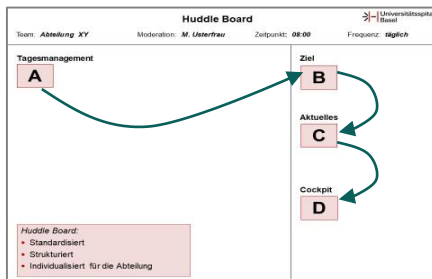 Huddle Board
Universitätsspital
Basel
Team: Abteilung XY Moderation: M. Usterfrau Zeitpunkt: 08:00 Frequenz: täglich
Tagesmanagement
A
Ziel
B
Aktuelles
C
Cockpit
D
Huddle Board:
• Standardisiert
• Strukturiert
• Individualisiert für die Abteilung